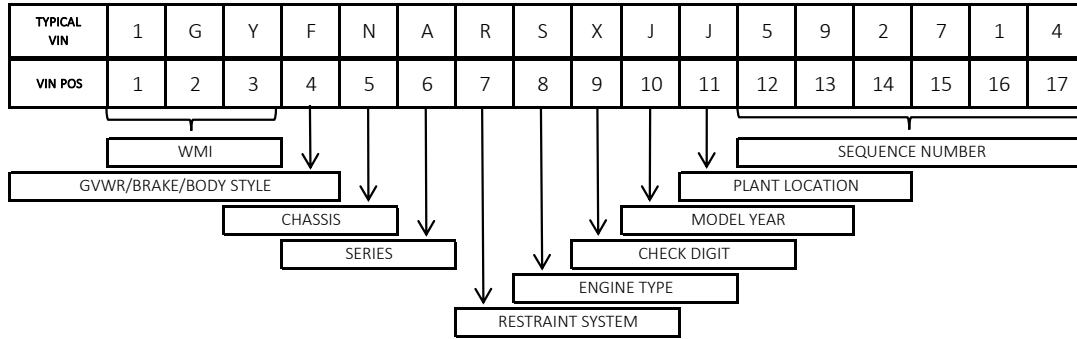 TYPICAL VIN 1 G Y F N A R S X J J 5 9 2 7 1 4
VIN POS 1 2 3 4 5 6 7 8 9 10 11 12 13 14 15 16 17
WMI SEQUENCE NUMBER
GVWR/BRAKE/BODY STYLE PLANT LOCATION
CHASSIS MODEL YEAR
SERIES CHECK DIGIT
ENGINE TYPE
RESTRAINT SYSTEM